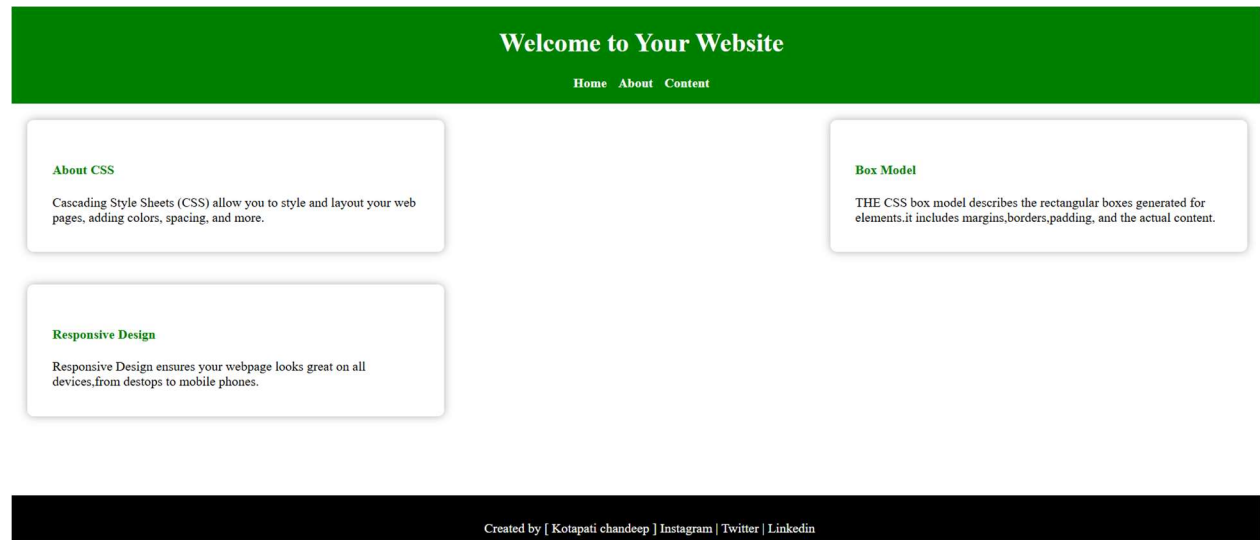 Welcome to Your Website
Home About Content
About CSS
Cascading Style Sheets (CSS) allow you to style and layout your web
pages, adding colors, spacing, and more.
Box Model
THE CSS box model describes the rectangular boxes generated for
elements.it includes margins,borders,padding, and the actual content.
Responsive Design
Responsive Design ensures your webpage looks great on all
devices,from destops to mobile phones.
Created by [ Kotapati chandeep ] Instagram | Twitter | Linkedin